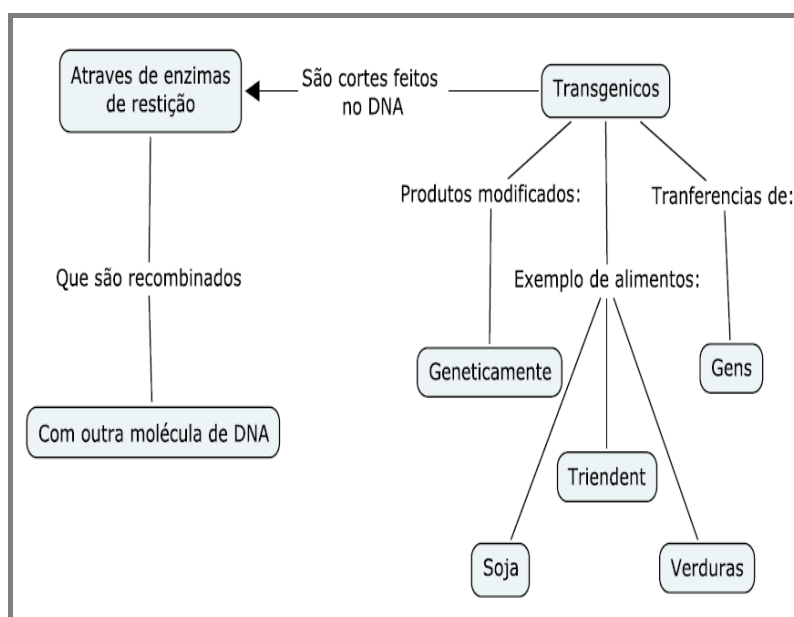 Atraves de enzimas
de restição
São cortes feitos
no DNA
Transgenicos
Produtos modificados:
Tranferencias de:
Que são recombinados
Exemplo de alimentos:
Geneticamente
Gens
Com outra molécula de DNA
Triendent
Soja
Verduras